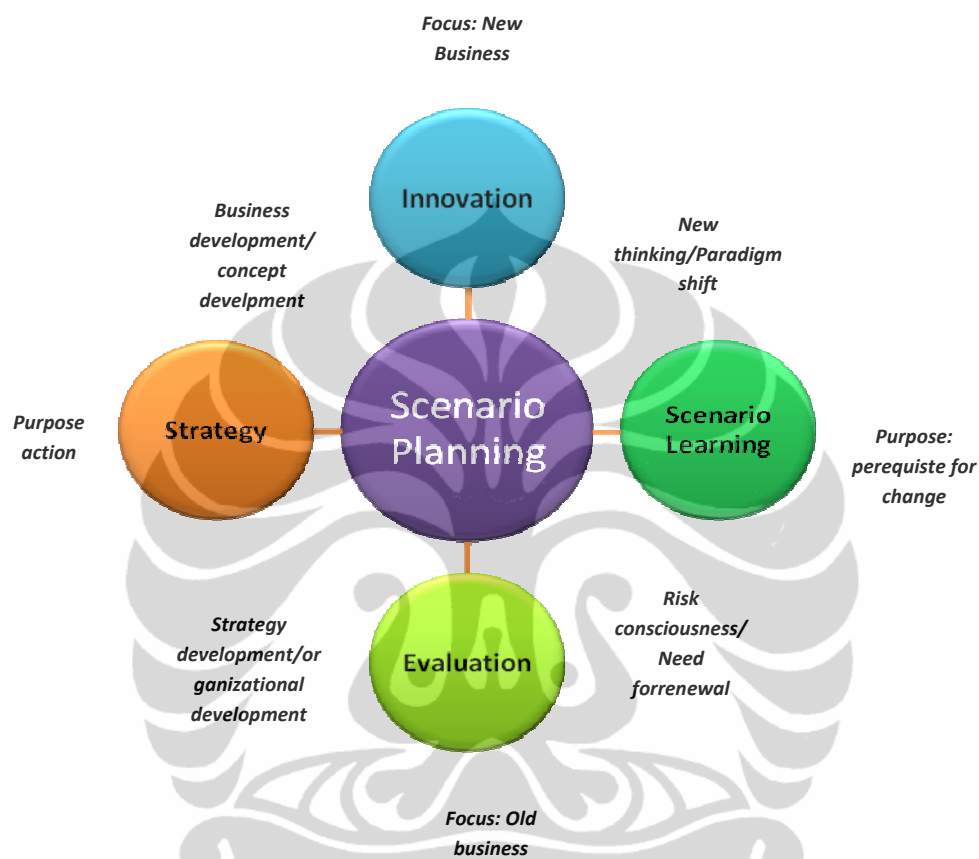 Focus: New
Business
Innovation
Business
development/
concept
develpment
New
thinking/Paradigm
shift
Scenario
Planning
Strategy
Scenario
Learning
Purpose
action
Purpose:
perequiste for
change
Evaluation
Strategy
development/or
ganizational
development
Risk
consciousness/
Need
forrenewal
Focus: Old
business